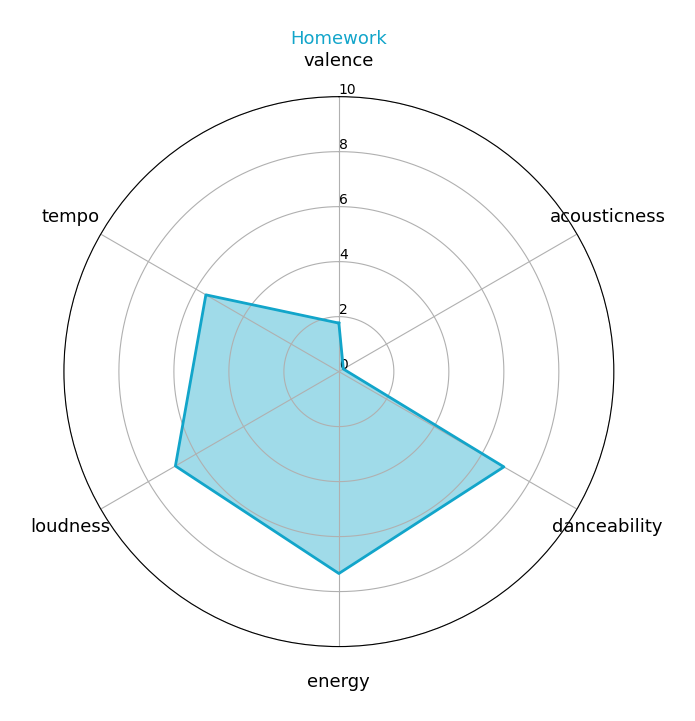 Homework
valence
10
8
6
4
2
0
tempo
acousticness
loudness
danceability
energy